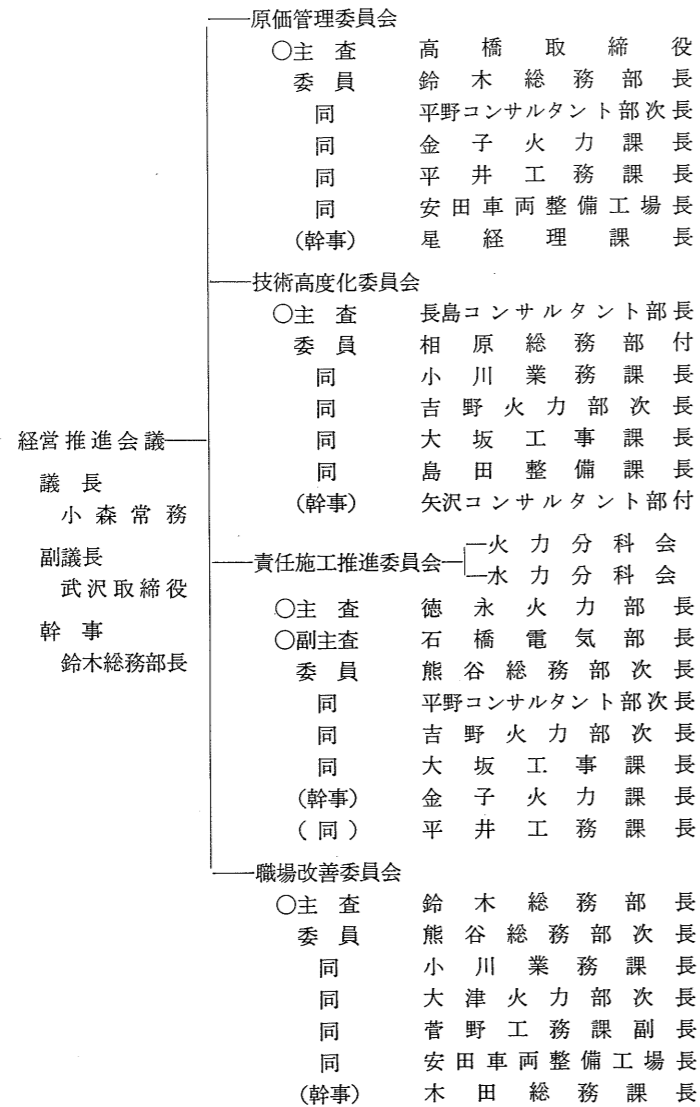 経営推進会議
議長
小森常務
副議長
武沢取締役
幹事
鈴木総務部長
原価管理委員会
○主査 高橋取締役
委員 鈴木総務部長
同 平野コンサルタント部次長
同 金子火力課長
同 平井工務課長
同 安田車両整備工場長
(幹事) 星経理課長
技術高度化委員会
○主査 長島コンサルタント部長
委員 相原総務部付
同 小川業務課長
同 吉野火力部次長
同 大坂工事課長
同 島田整備課長
(幹事) 矢沢コンサルタント部付
責任施工推進委員会
火力分科会
水力分科会
○主査 徳永火力部長
○副主査 石橋電気部長
委員 熊谷総務部次長
同 平野コンサルタント部次長
同 吉野火力部次長
同 大坂工事課長
(幹事) 金子火力課長
(同) 平井工務課長
職場改善委員会
○主査 鈴木総務部長
委員 熊谷総務部次長
同 小川業務課長
同 大津火力部次長
同 菅野工務課副長
同 安田車両整備工場長
(幹事) 木田総務課長